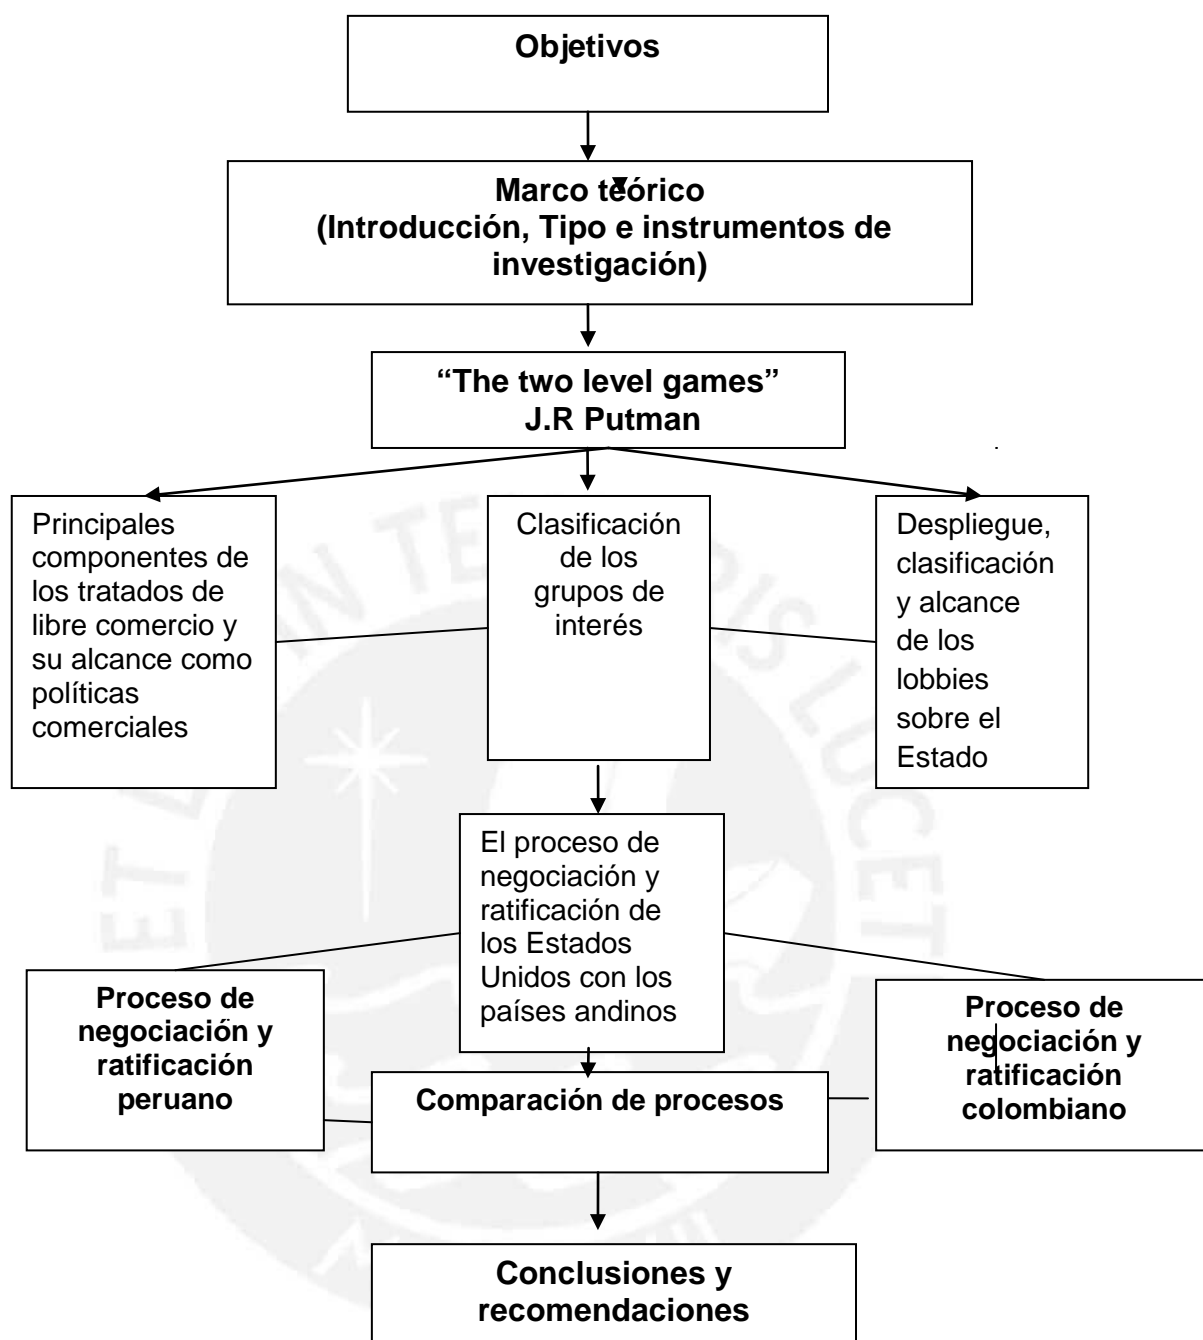 Objetivos
Marco teórico
(Introducción, Tipo e instrumentos de
investigación)
“The two level games”
J.R Putman
Principales
componentes de
los tratados de
libre comercio y
su alcance como
políticas
comerciales
Clasificación
de los
grupos de
interés
Despliegue,
clasificación
y alcance
de los
lobbies
sobre el
Estado
El proceso de
negociación y
ratificación de
los Estados
Unidos con los
países andinos
Proceso de
negociación y
ratificación
peruano
Comparación de procesos
Proceso de
negociación y
ratificación
colombiano
Conclusiones y
recomendaciones